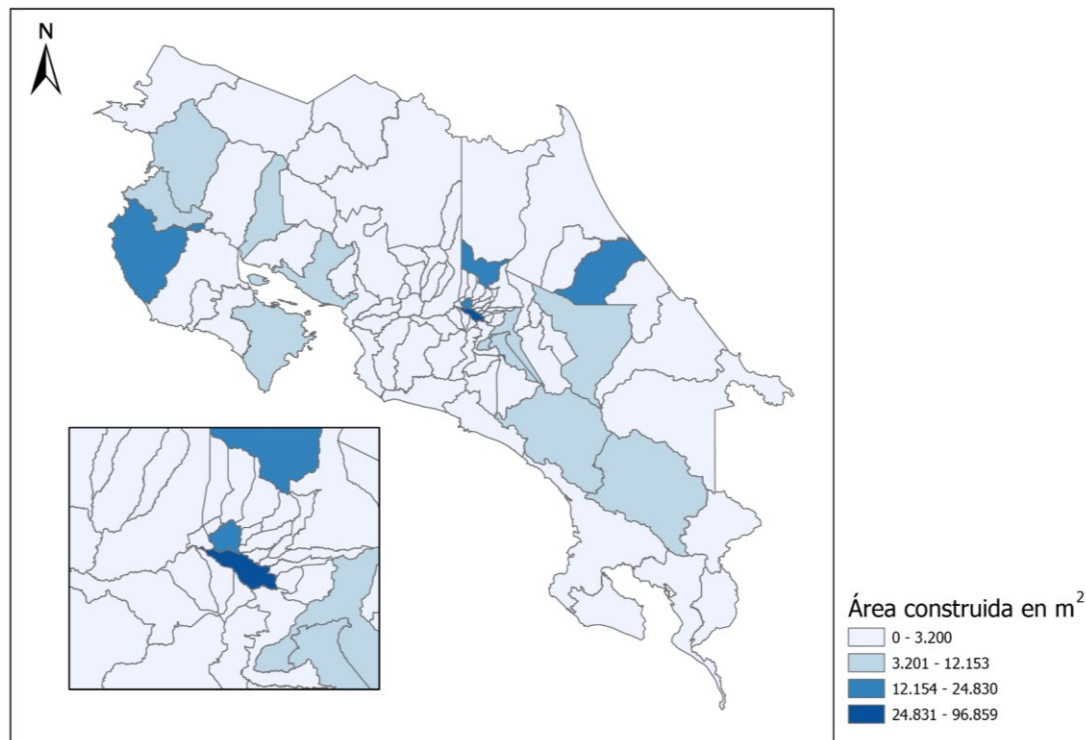 N
Área construida en m²
0 - 3.200
3.201 - 12.153
12.154 - 24.830
24.831 - 96.859